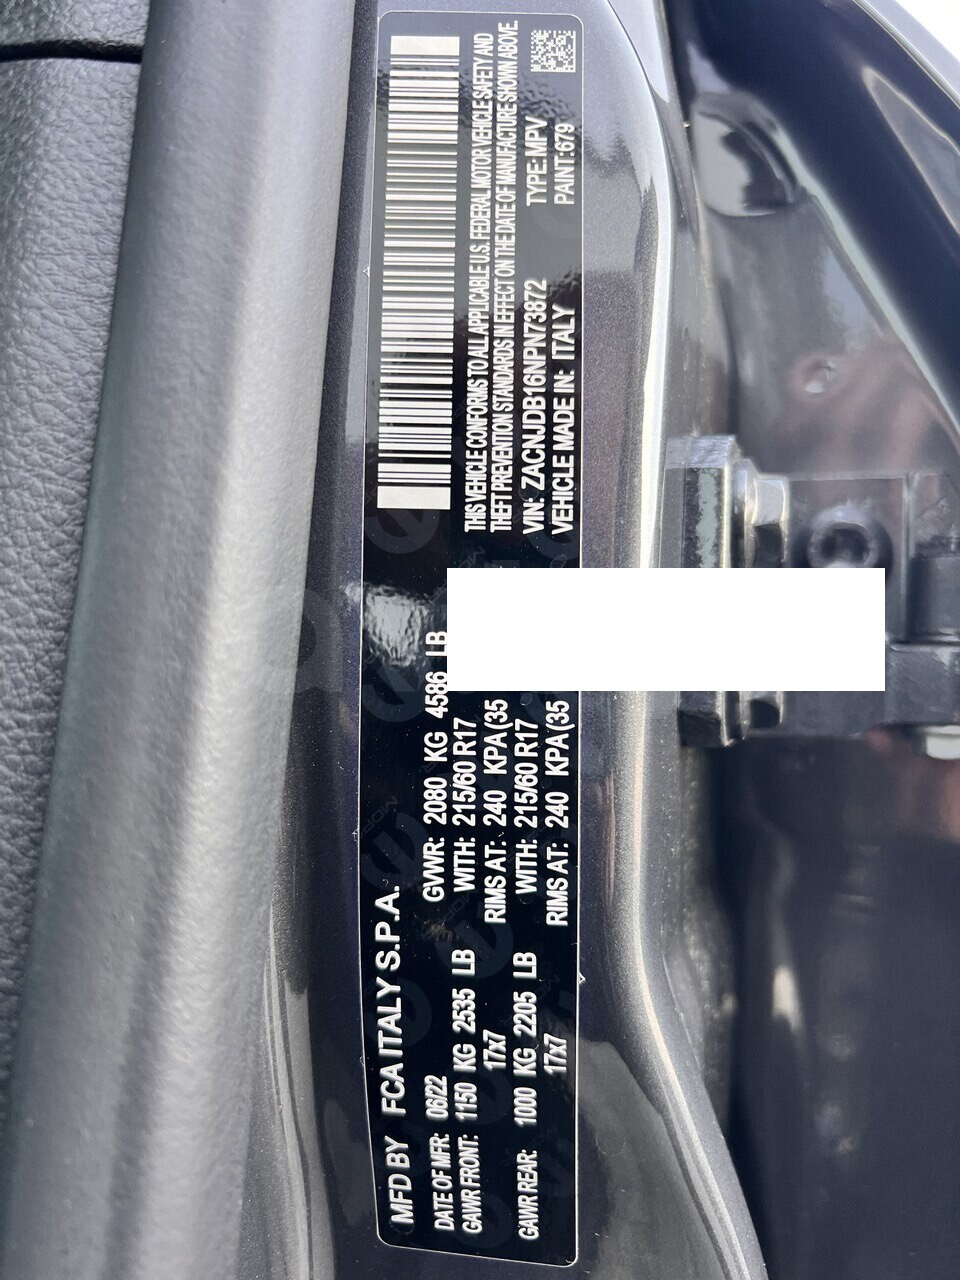 MFD BY FCA ITALY S.P.A.
DATE OF MFR: 06/22 GVWR: 2080 KG 4586 LB
GAWR FRONT: 1150 KG 2535 LB WITH: 215/60 R17
17x7 RIMS AT: 240 KPA(35
GAWR REAR: 1000 KG 2205 LB WITH: 215/60 R17
17x7 RIMS AT: 240 KPA(35
THIS VEHICLE CONFORMS TO ALL APPLICABLE U.S. FEDERAL MOTOR VEHICLE SAFETY AND
THEFT PREVENTION STANDARDS IN EFFECT ON THE DATE OF MANUFACTURE SHOWN ABOVE.
VIN: ZACNJDB16NPN73872 TYPE: MPV
VEHICLE MADE IN: ITALY PAINT: 679